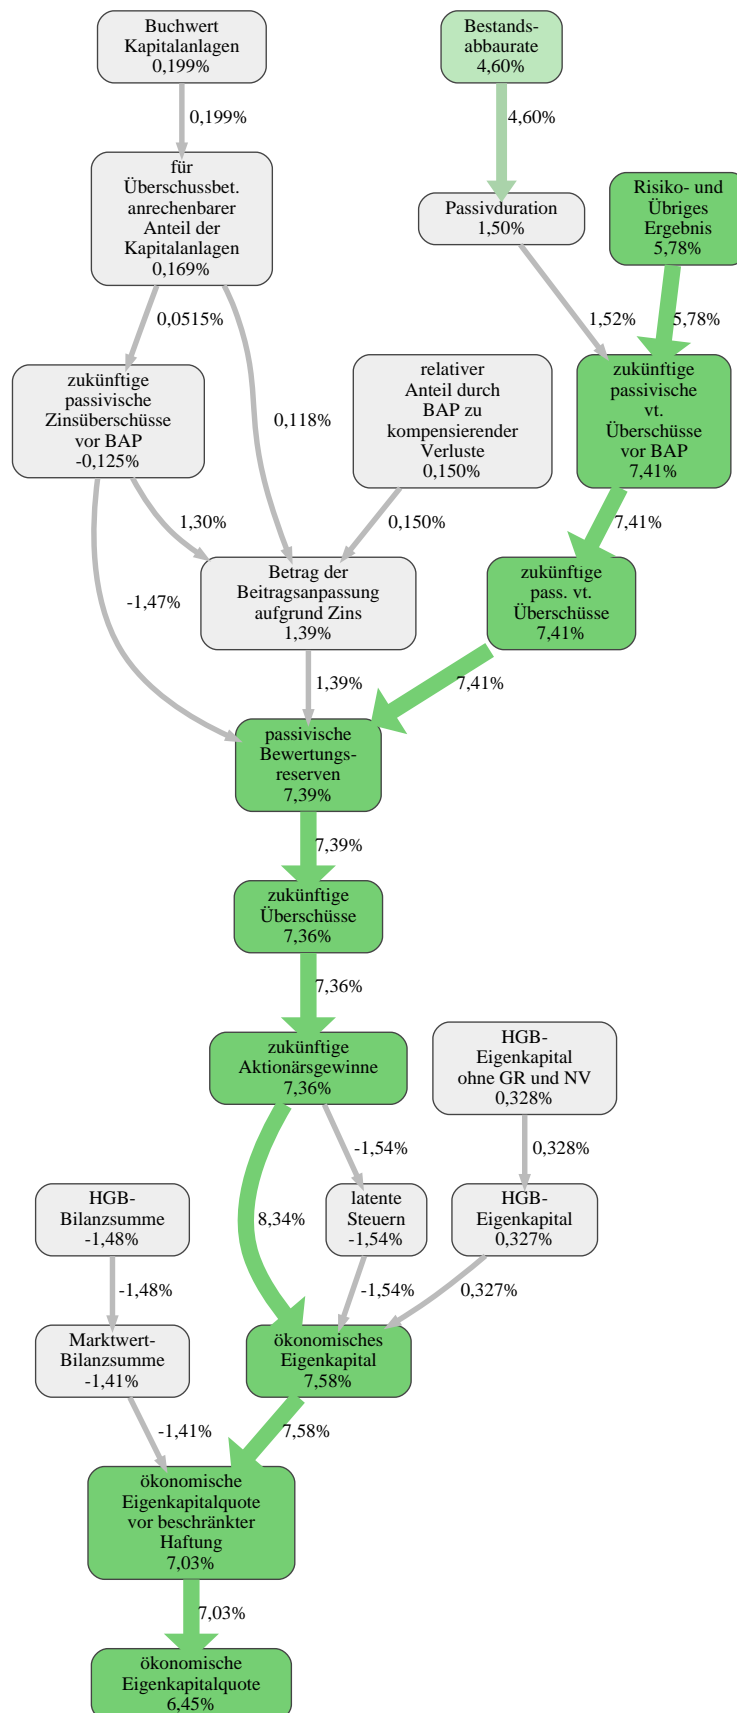 Buchwert
Kapitalanlagen
0,199%
Bestands-
abbaurate
4,60%
0,199%
4,60%
für
Überschussbet.
anrechenbarer
Anteil der
Kapitalanlagen
0,169%
Passivduration
1,50%
Risiko- und
Übriges
Ergebnis
5,78%
0,0515%
1,52%
5,78%
zukünftige
passivische
Zinsüberschüsse
vor BAP
-0,125%
0,118%
relativer
Anteil durch
BAP zu
kompensierender
Verluste
0,150%
zukünftige
passivische
vt.
Überschüsse
vor BAP
7,41%
1,30%
0,150%
7,41%
-1,47%
Betrag der
Beitragsanpassung
aufgrund Zins
1,39%
zukünftige
pass. vt.
Überschüsse
7,41%
1,39%
7,41%
passivische
Bewertungs-
reserven
7,39%
7,39%
zukünftige
Überschüsse
7,36%
7,36%
zukünftige
Aktionärsgewinne
7,36%
HGB-
Eigenkapital
ohne GR und NV
0,328%
-1,54%
0,328%
HGB-
Bilanzsumme
-1,48%
8,34%
latente
Steuern
-1,54%
HGB-
Eigenkapital
0,327%
-1,48%
-1,54%
0,327%
Marktwert-
Bilanzsumme
-1,41%
ökonomisches
Eigenkapital
7,58%
-1,41%
7,58%
ökonomische
Eigenkapitalquote
vor beschränkter
Haftung
7,03%
7,03%
ökonomische
Eigenkapitalquote
6,45%